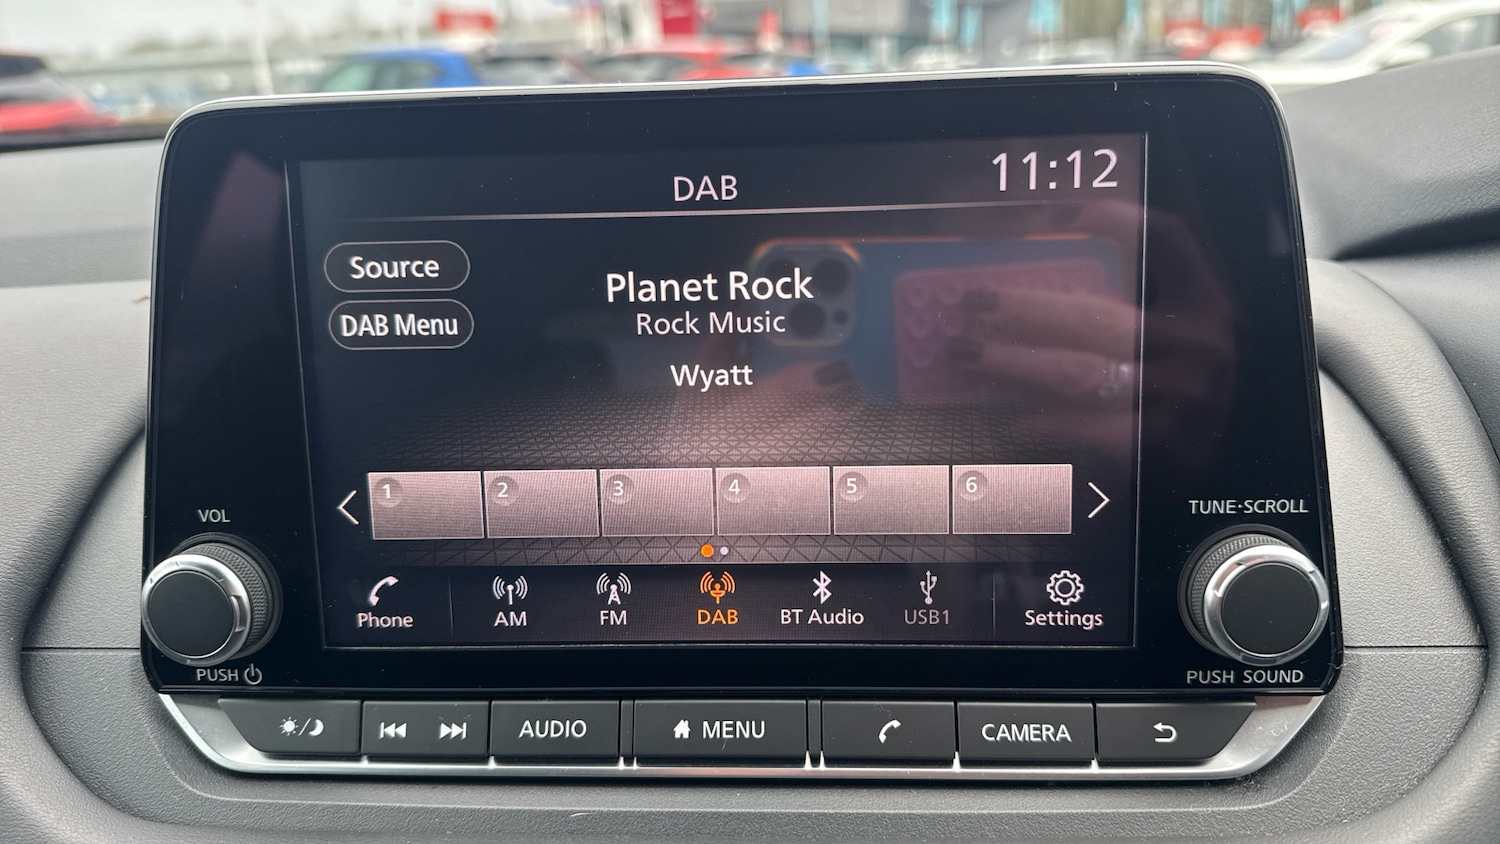 DAB
11:12
Source
DAB Menu
Planet Rock
Rock Music
Wyatt
1 2 3 4 5 6
VOL
TUNE·SCROLL
Phone AM FM DAB BT Audio USB1 Settings
PUSH
PUSH SOUND
AUDIO MENU CAMERA